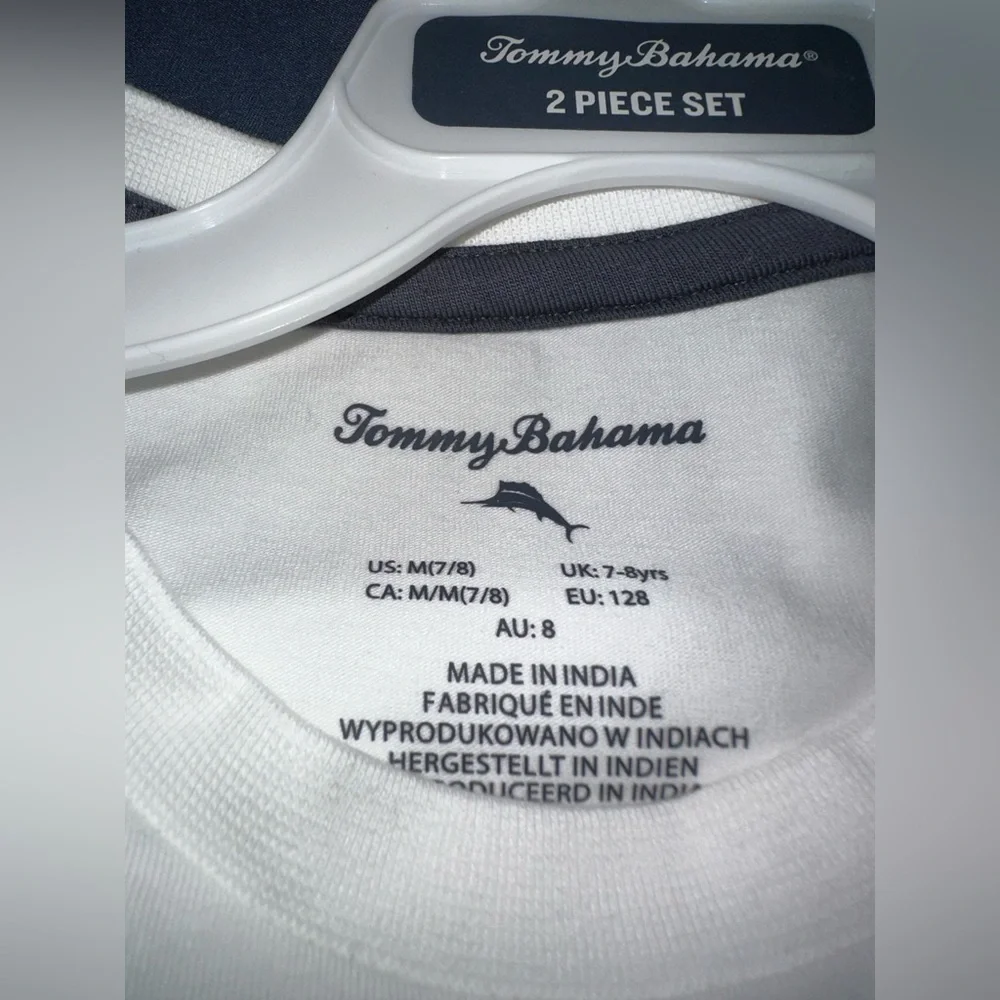 Tommy Bahama®
2 PIECE SET
Tommy Bahama
US: M(7/8) UK: 7-8yrs
CA: M/M(7/8) EU: 128
AU: 8
MADE IN INDIA
FABRIQUÉ EN INDE
WYPRODUKOWANO W INDIACH
HERGESTELLT IN INDIEN
IN